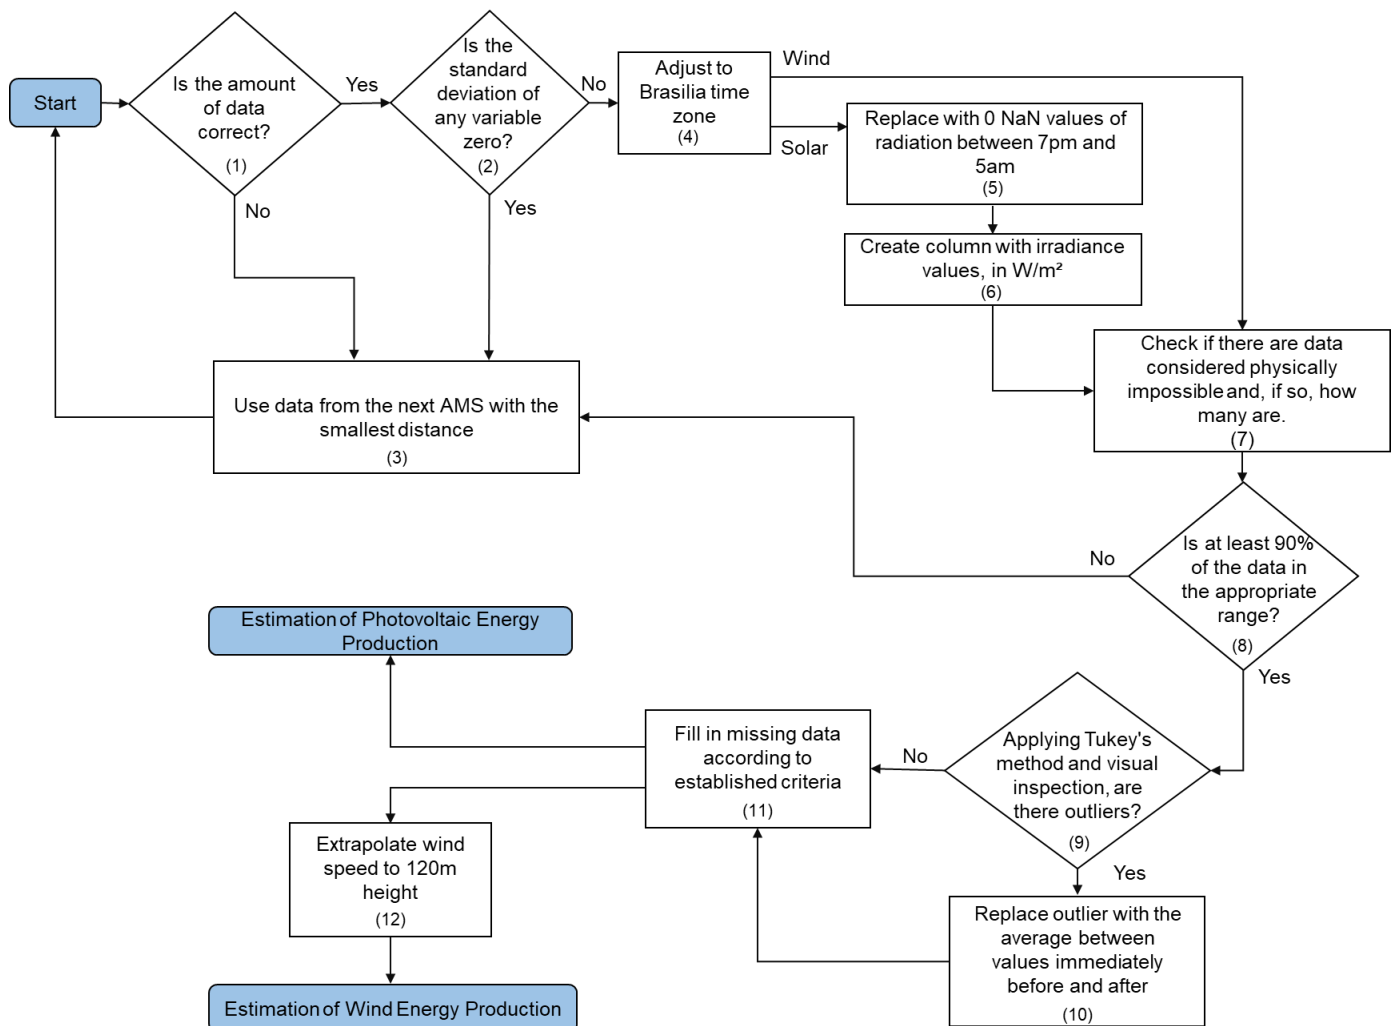 Start
Is the amount
of data
correct?
(1)
Yes
No
Is the
standard
deviation of
any variable
zero?
(2)
No
Yes
Adjust to
Brasilia time
zone
(4)
Wind
Solar
Replace with 0 NaN values of
radiation between 7pm and
5am
(5)
Create column with irradiance
values, in W/m²
(6)
Use data from the next AMS with the
smallest distance
(3)
Check if there are data
considered physically
impossible and, if so, how
many are.
(7)
Is at least 90%
of the data in
the appropriate
range?
(8)
No
Yes
Applying Tukey's
method and visual
inspection, are
there outliers?
(9)
No
Yes
Replace outlier with the
average between
values immediately
before and after
(10)
Fill in missing data
according to
established criteria
(11)
Estimation of Photovoltaic Energy
Production
Extrapolate wind
speed to 120m
height
(12)
Estimation of Wind Energy Production